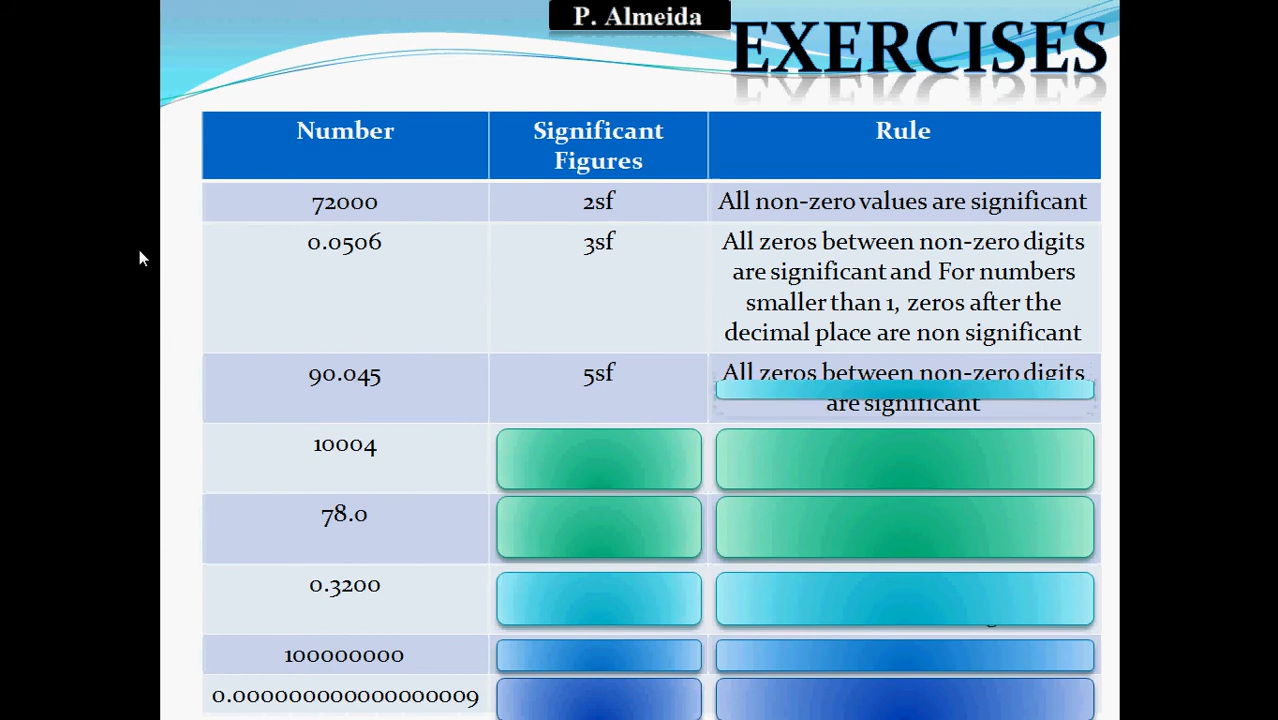 P. Almeida
EXERCISES
Number Significant Figures Rule
72000 2sf All non-zero values are significant
0.0506 3sf All zeros between non-zero digits
are significant and For numbers
smaller than 1, zeros after the
decimal place are non significant
90.045 5sf All zeros between non-zero digits
are significant
10004
78.0
0.3200
100000000
0.000000000000000009